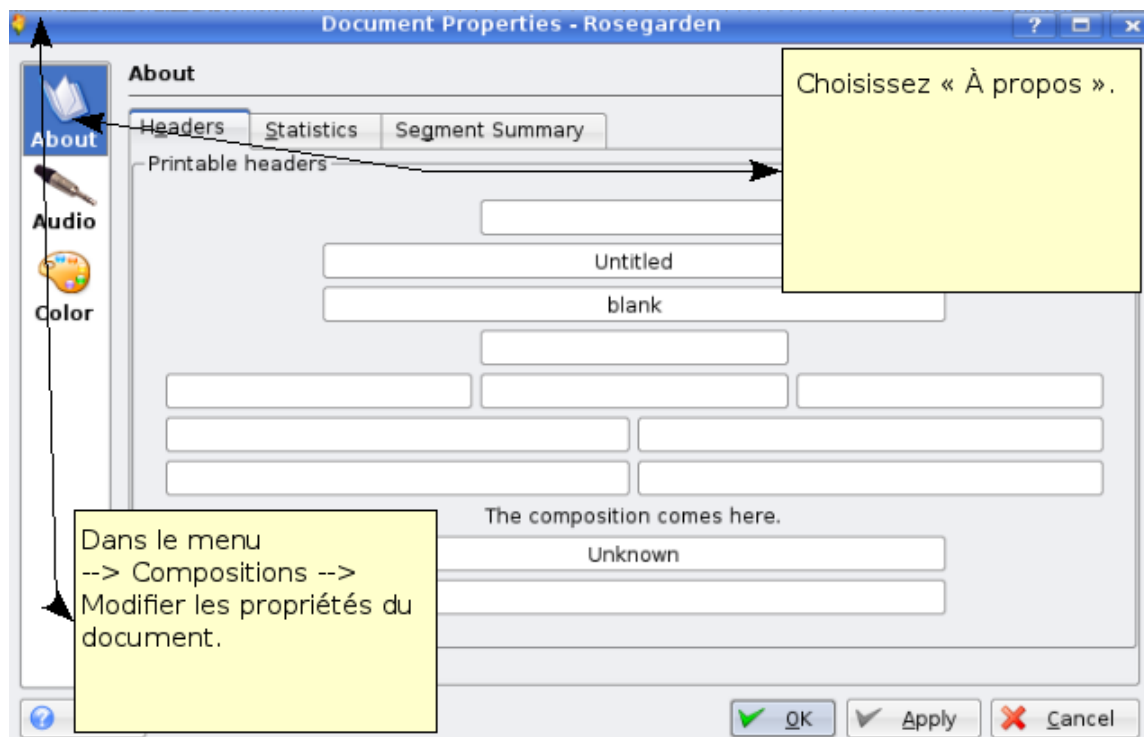 Document Properties - Rosegarden
About
Choisissez « À propos ».
About
Audio
Color
Headers
Statistics
Segment Summary
Printable headers
Untitled
blank
The composition comes here.
Unknown
Dans le menu
--> Compositions -->
Modifier les propriétés du
document.
OK
Apply
Cancel